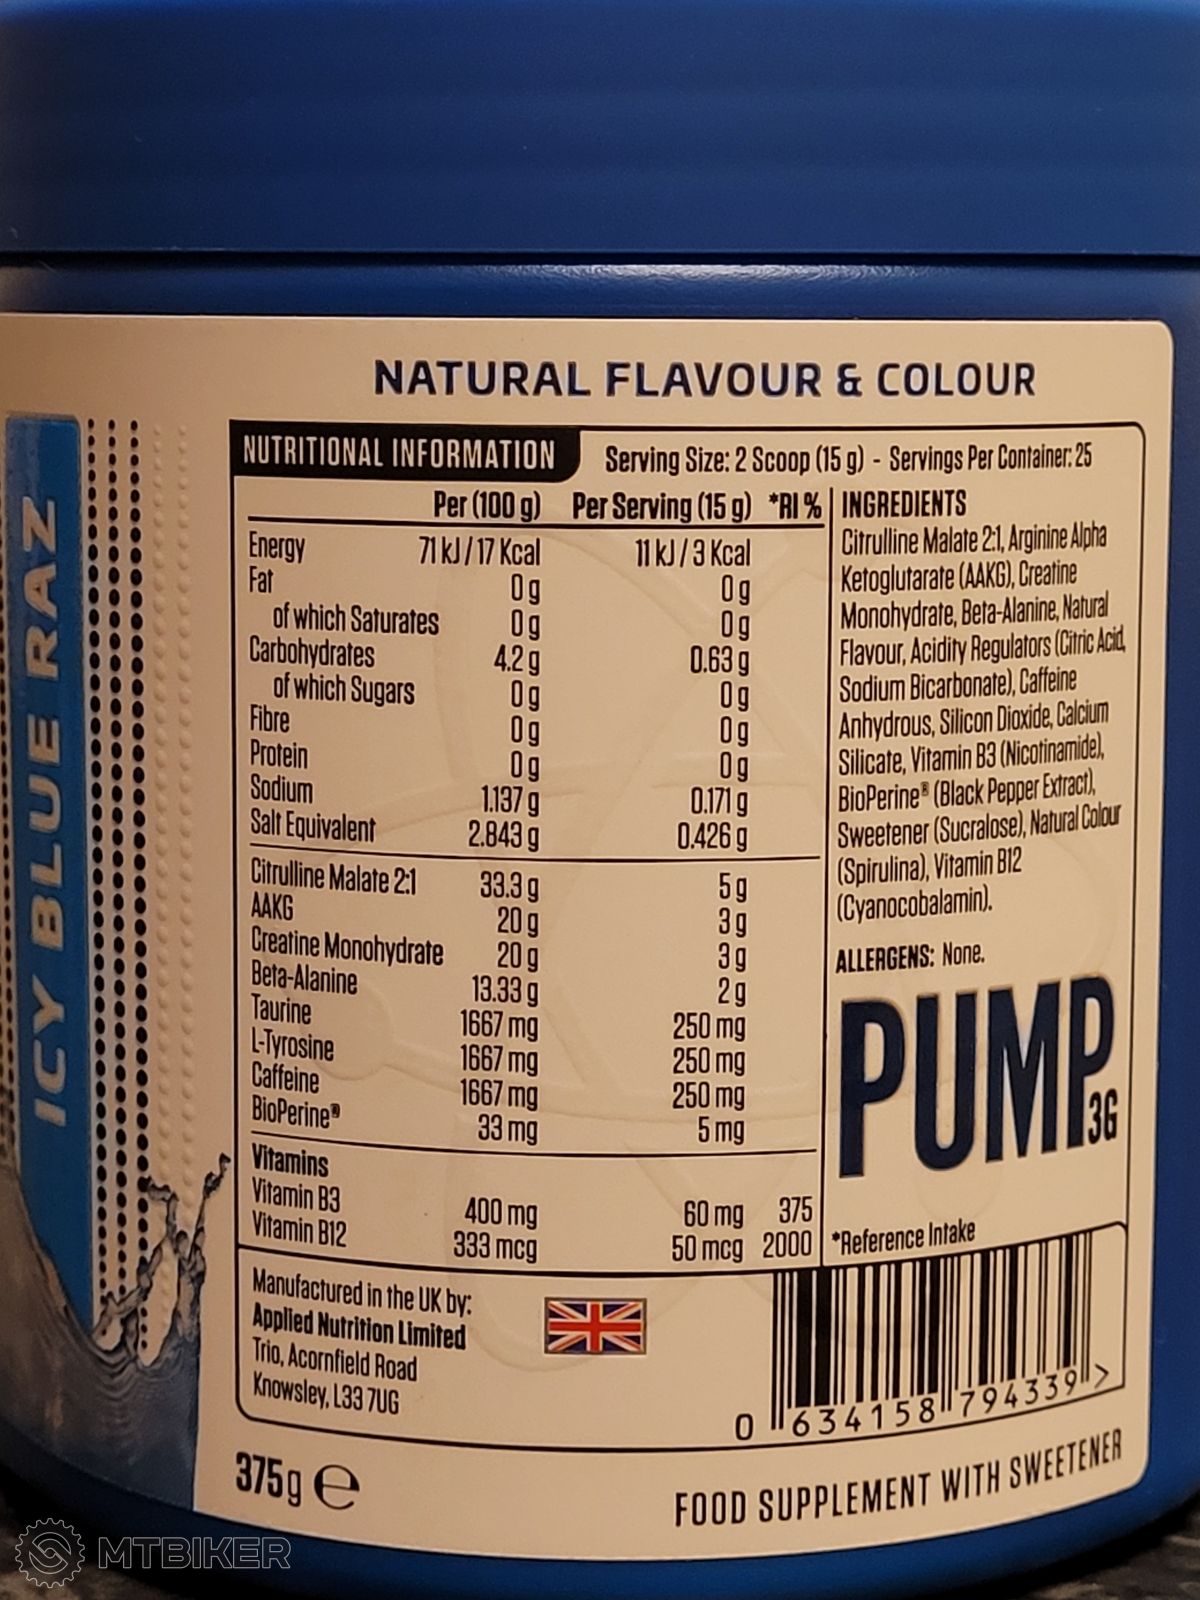 NATURAL FLAVOUR & COLOUR
ICY BLUE RAZ
NUTRITIONAL INFORMATION
Serving Size: 2 Scoop (15 g) - Servings Per Container: 25
Per (100 g) Per Serving (15 g) *RI %
Energy 71 kJ / 17 Kcal 11 kJ / 3 Kcal
Fat 0 g 0 g
of which Saturates 0 g 0 g
Carbohydrates 4.2 g 0.63 g
of which Sugars 0 g 0 g
Fibre 0 g 0 g
Protein 0 g 0 g
Sodium 1.137 g 0.171 g
Salt Equivalent 2.843 g 0.426 g
Citrulline Malate 2:1 33.3 g 5 g
AAKG 20 g 3 g
Creatine Monohydrate 20 g 3 g
Beta-Alanine 13.33 g 2 g
Taurine 1667 mg 250 mg
L-Tyrosine 1667 mg 250 mg
Caffeine 1667 mg 250 mg
BioPerine® 33 mg 5 mg
Vitamins
Vitamin B3 400 mg 60 mg 375
Vitamin B12 333 mcg 50 mcg 2000
INGREDIENTS
Citrulline Malate 2:1, Arginine Alpha
Ketoglutarate (AAKG), Creatine
Monohydrate, Beta-Alanine, Natural
Flavour, Acidity Regulators (Citric Acid,
Sodium Bicarbonate), Caffeine
Anhydrous, Silicon Dioxide, Calcium
Silicate, Vitamin B3 (Nicotinamide),
BioPerine® (Black Pepper Extract),
Sweetener (Sucralose), Natural Colour
(Spirulina), Vitamin B12
(Cyanocobalamin).
ALLERGENS: None.
PUMP 3G
*Reference Intake
Manufactured in the UK by:
Applied Nutrition Limited
Trio, Acornfield Road
Knowsley, L33 7UG
0 634158 794339 >
375g e
FOOD SUPPLEMENT WITH SWEETENER
MTBIKER